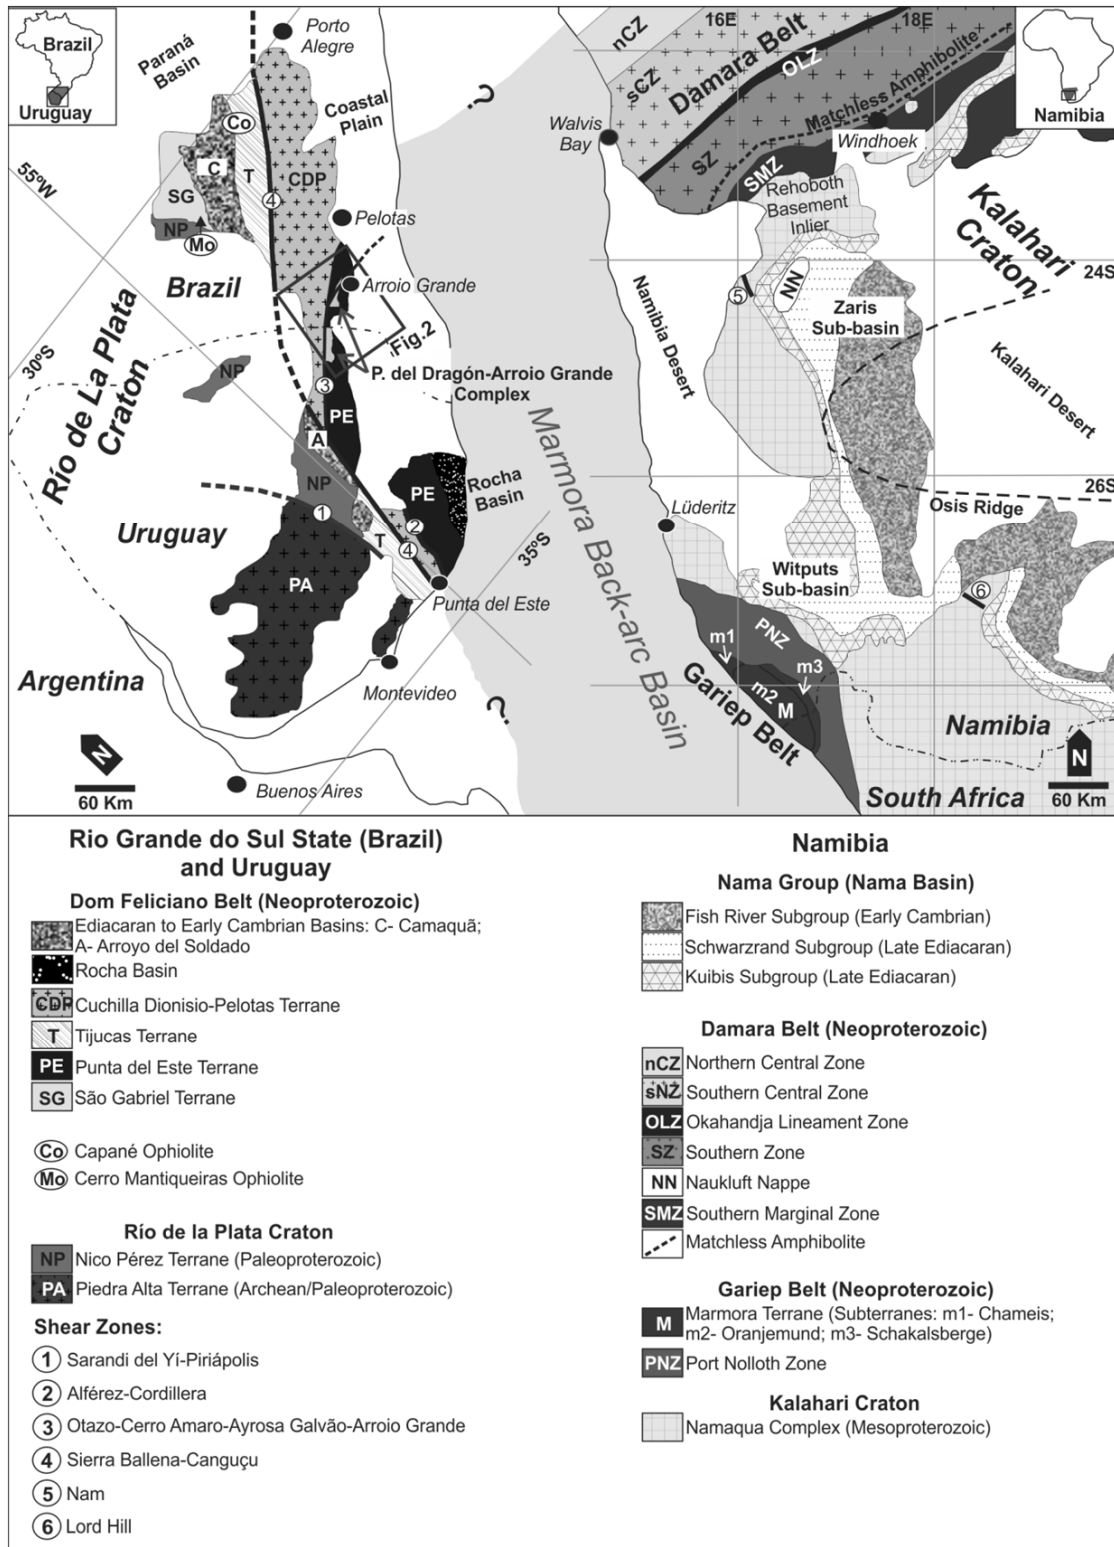 Brazil
Uruguay
Paraná
Basin
Porto
Alegre
Coastal
Plain
Co
C
T
CDP
SG
NP
Mo
4
Pelotas
55ºW
Brazil
Arroio Grande
Fig.2
30ºS
Río de La Plata
Craton
NP
P. del Dragón-Arroio Grande
Complex
3
PE
A
NP
PE
Rocha
Basin
1
2
Uruguay
T
4
35ºS
PA
Punta del Este
Argentina
Montevideo
N
60 Km
Buenos Aires
?
?
Marmora Back-arc Basin
nCZ
16E
18E
sCZ
Damara Belt
OLZ
Matchless Amphibolite
Namibia
Walvis
Bay
Windhoek
SZ
SMZ
Rehoboth
Basement
Inlier
Kalahari
Craton
24S
5
NN
Zaris
Sub-basin
Namibia Desert
Kalahari Desert
26S
Osis Ridge
Lüderitz
Witputs
Sub-basin
6
PNZ
m1
m3
m2
M
Gariep Belt
Namibia
N
South Africa
60 Km
Rio Grande do Sul State (Brazil)
and Uruguay
Dom Feliciano Belt (Neoproterozoic)
Ediacaran to Early Cambrian Basins: C- Camaquã;
A- Arroyo del Soldado
Rocha Basin
CDP Cuchilla Dionisio-Pelotas Terrane
T Tijucas Terrane
PE Punta del Este Terrane
SG São Gabriel Terrane
Co Capané Ophiolite
Mo Cerro Mantiqueiras Ophiolite
Río de la Plata Craton
NP Nico Pérez Terrane (Paleoproterozoic)
PA Piedra Alta Terrane (Archean/Paleoproterozoic)
Shear Zones:
1 Sarandi del Yí-Piriápolis
2 Alférez-Cordillera
3 Otazo-Cerro Amaro-Ayrosa Galvão-Arroio Grande
4 Sierra Ballena-Canguçu
5 Nam
6 Lord Hill
Namibia
Nama Group (Nama Basin)
Fish River Subgroup (Early Cambrian)
Schwarzrand Subgroup (Late Ediacaran)
Kuibis Subgroup (Late Ediacaran)
Damara Belt (Neoproterozoic)
nCZ Northern Central Zone
sNZ Southern Central Zone
OLZ Okahandja Lineament Zone
SZ Southern Zone
NN Naukluft Nappe
SMZ Southern Marginal Zone
Matchless Amphibolite
Gariep Belt (Neoproterozoic)
M Marmora Terrane (Subterranes: m1- Chameis;
m2- Oranjemund; m3- Schakalsberge)
PNZ Port Nolloth Zone
Kalahari Craton
Namaqua Complex (Mesoproterozoic)